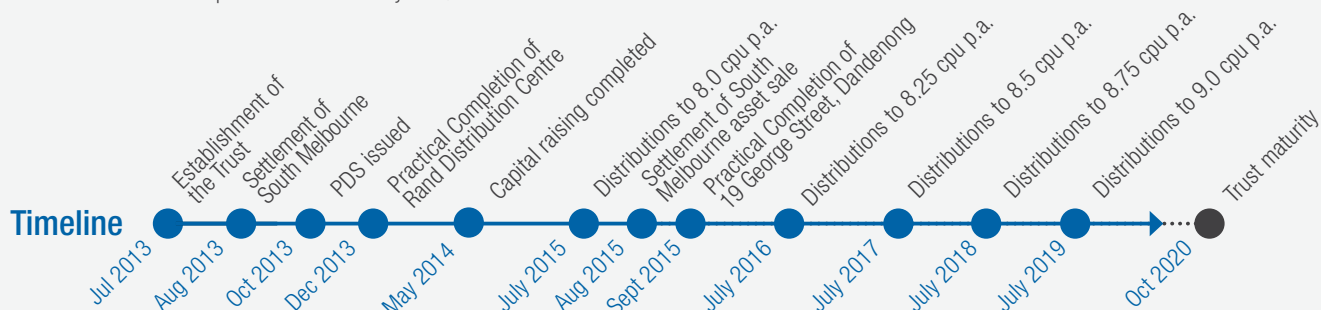 Timeline
Establishment of
the Trust
Jul 2013
Settlement of
South Melbourne
Aug 2013
PDS issued
Oct 2013
Practical Completion of
Rand Distribution Centre
Dec 2013
Capital raising completed
May 2014
Distributions to 8.0 cpu p.a.
July 2015
Settlement of South
Melbourne asset sale
Aug 2015
Practical Completion of
19 George Street, Dandenong
Sept 2015
Distributions to 8.25 cpu p.a.
July 2016
Distributions to 8.5 cpu p.a.
July 2017
Distributions to 8.75 cpu p.a.
July 2018
Distributions to 9.0 cpu p.a.
July 2019
Trust maturity
Oct 2020